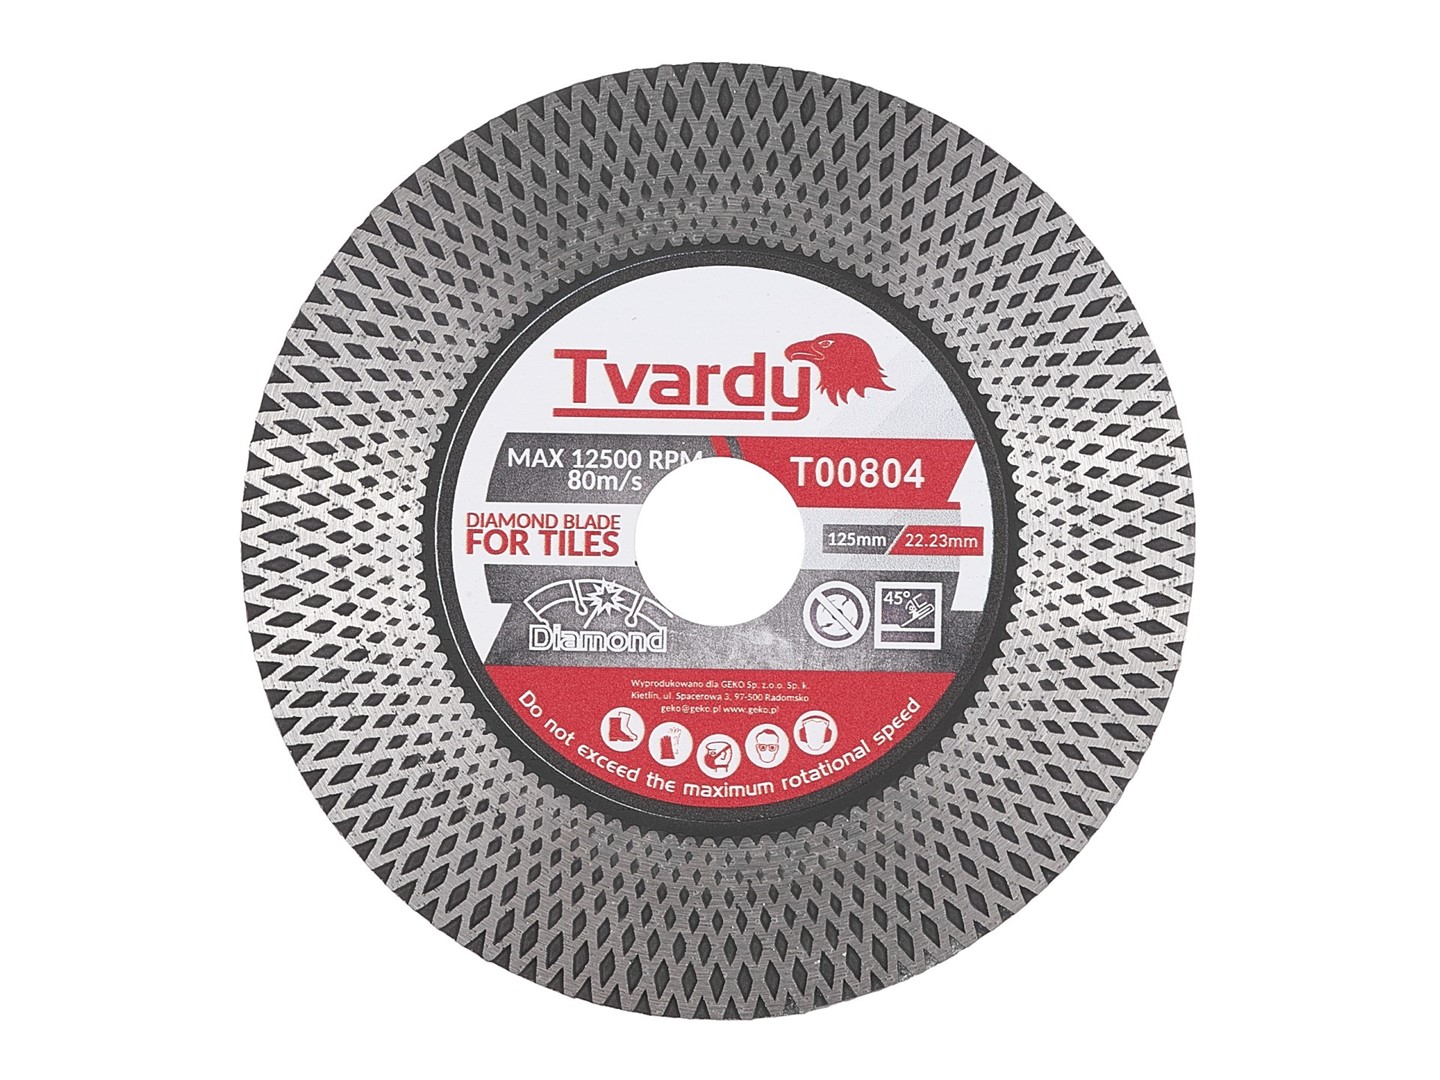 Tvardy
MAX 12500 RPM
80m/s
T00804
DIAMOND BLADE
FOR TILES
125mm
22.23mm
Diamond
45°
Wyprodukowano dla GEKO Sp. z.o.o. Sp. k.
Kietlin, ul. Spacerowa 3, 97-500 Radomsko
geko@geko.pl www.geko.pl
Do not exceed the maximum rotational speed